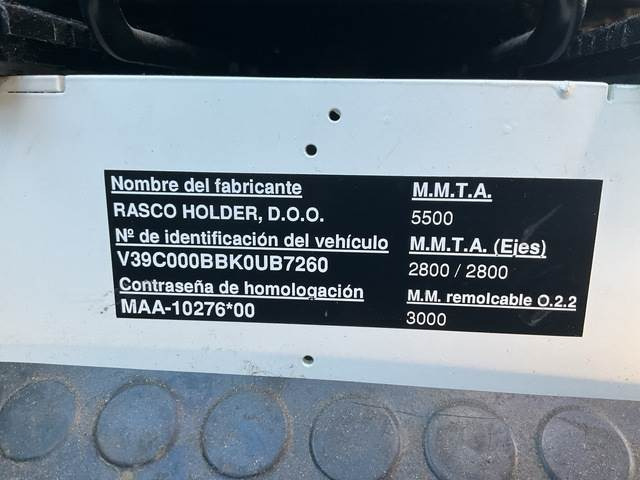 Nombre del fabricante
RASCO HOLDER, D.O.O.
Nº de identificación del vehículo
V39C000BBK0UB7260
Contraseña de homologación
MAA-10276*00
M.M.T.A.
5500
M.M.T.A. (Ejes)
2800 / 2800
M.M. remolcable O.2.2
3000